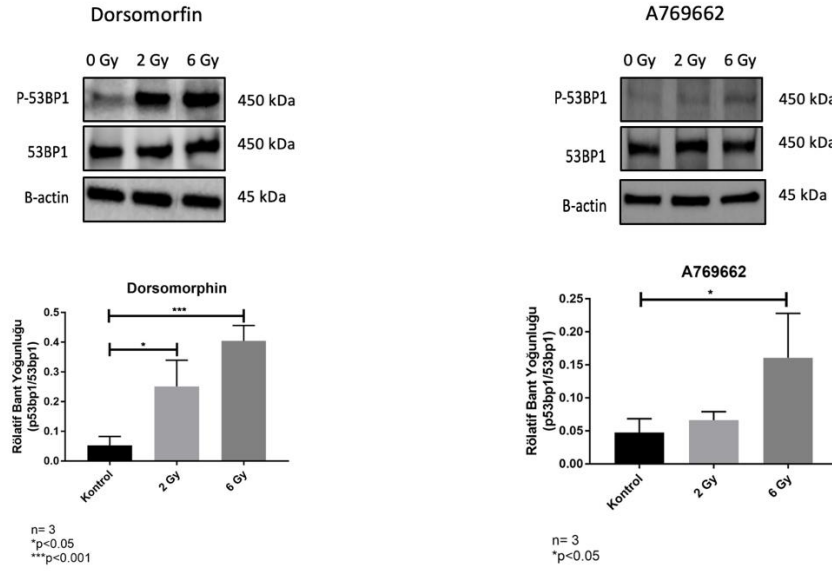 Dorsomorfin
0 Gy 2 Gy 6 Gy
P-53BP1 450 kDa
53BP1 450 kDa
B-actin 45 kDa
Dorsomorphin
Rölatif Bant Yoğunluğu
(p53bp1/53bp1)
0.5
0.4
0.3
0.2
0.1
0.0
***
*
Kontrol 2 Gy 6 Gy
n= 3
*p<0.05
***p<0.001
A769662
0 Gy 2 Gy 6 Gy
P-53BP1 450 kDa
53BP1 450 kDa
B-actin 45 kDa
A769662
Rölatif Bant Yoğunluğu
(p53bp1/53bp1)
0.25
0.20
0.15
0.10
0.05
0.00
*
Kontrol 2 Gy 6 Gy
n= 3
*p<0.05